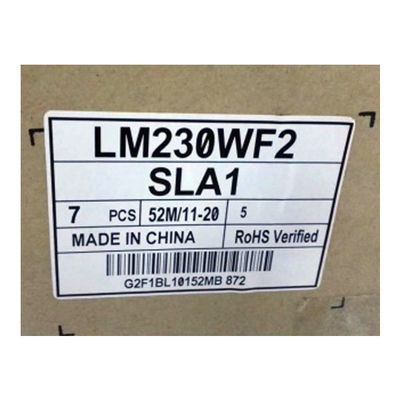 LM230WF2
SLA1
7 PCS 52M/11-20 5
MADE IN CHINA RoHS Verified
G2F1BL10152MB 872